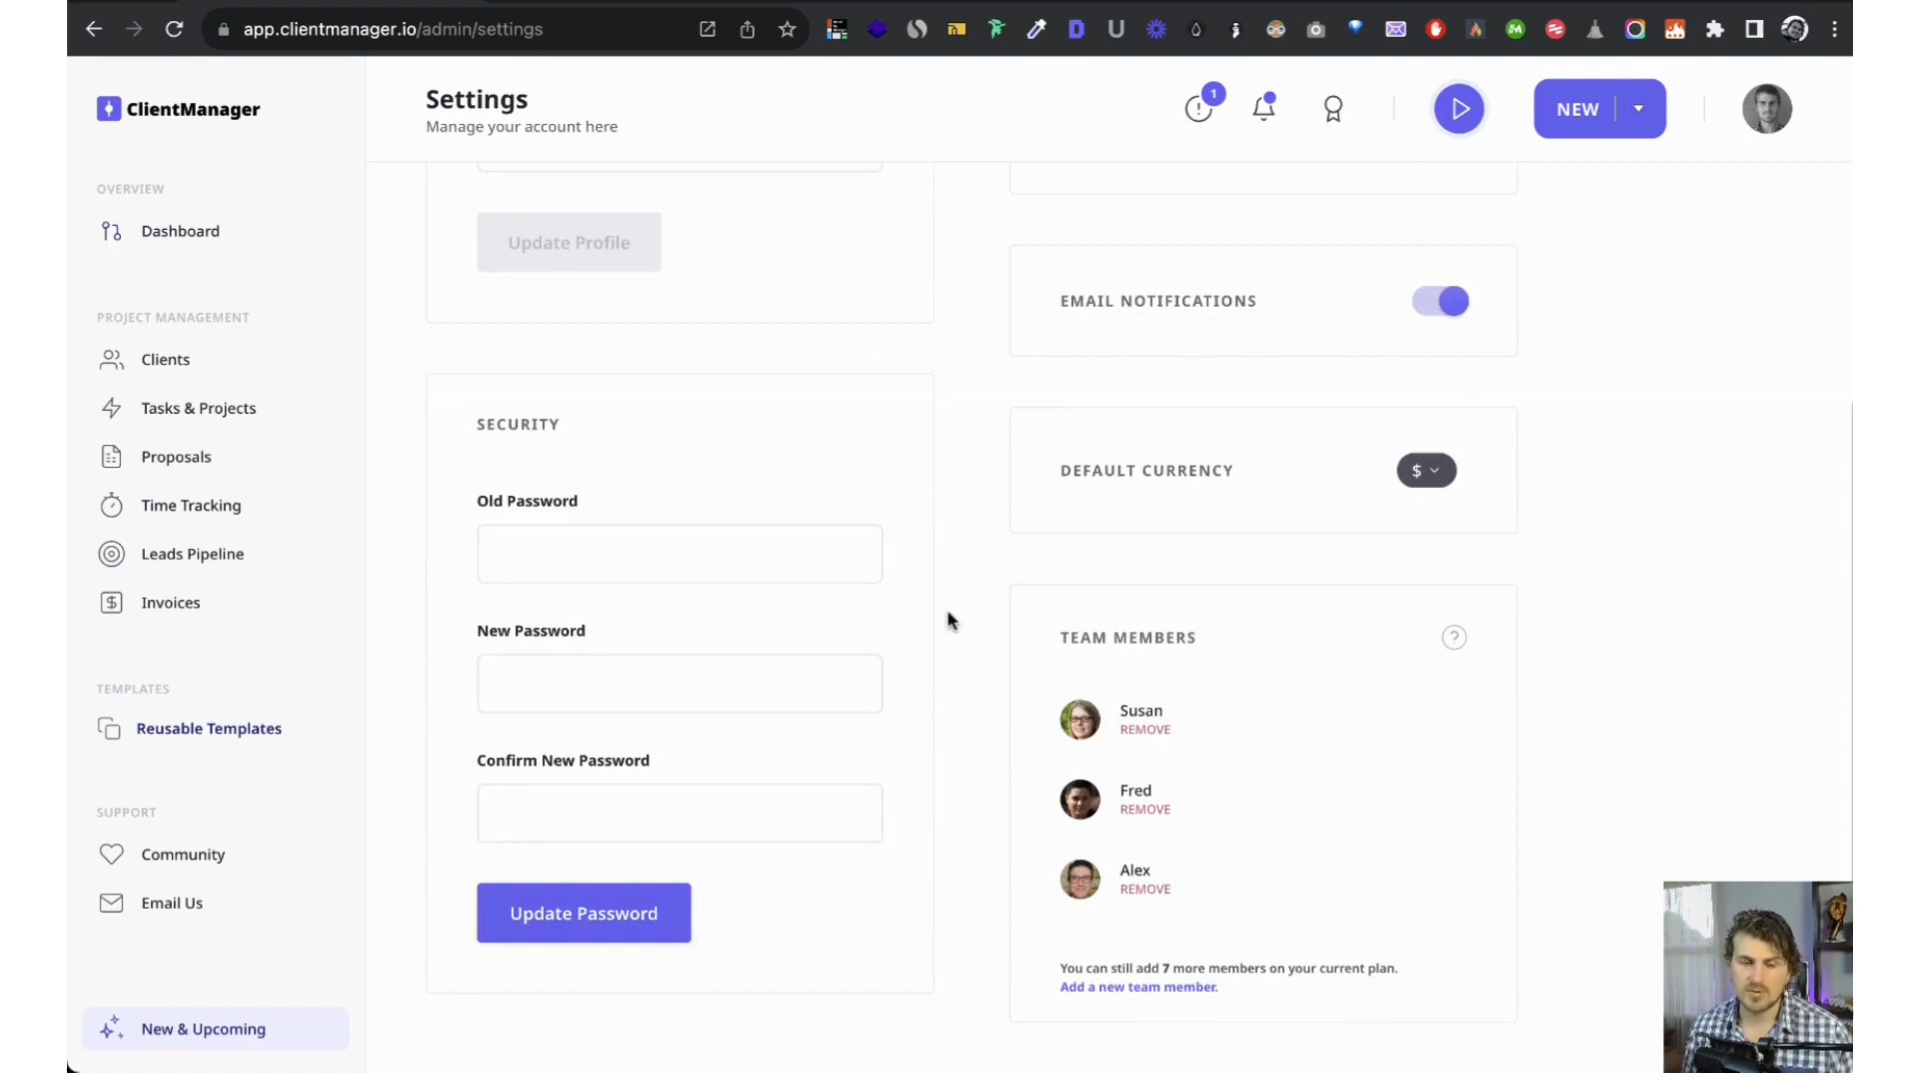 app.clientmanager.io/admin/settings
ClientManager
Settings
Manage your account here
1
NEW
OVERVIEW
Dashboard
PROJECT MANAGEMENT
Clients
Tasks & Projects
Proposals
Time Tracking
Leads Pipeline
Invoices
TEMPLATES
Reusable Templates
SUPPORT
Community
Email Us
New & Upcoming
Update Profile
SECURITY
Old Password
New Password
Confirm New Password
Update Password
EMAIL NOTIFICATIONS
DEFAULT CURRENCY
$
TEAM MEMBERS
?
Susan
REMOVE
Fred
REMOVE
Alex
REMOVE
You can still add 7 more members on your current plan.
Add a new team member.